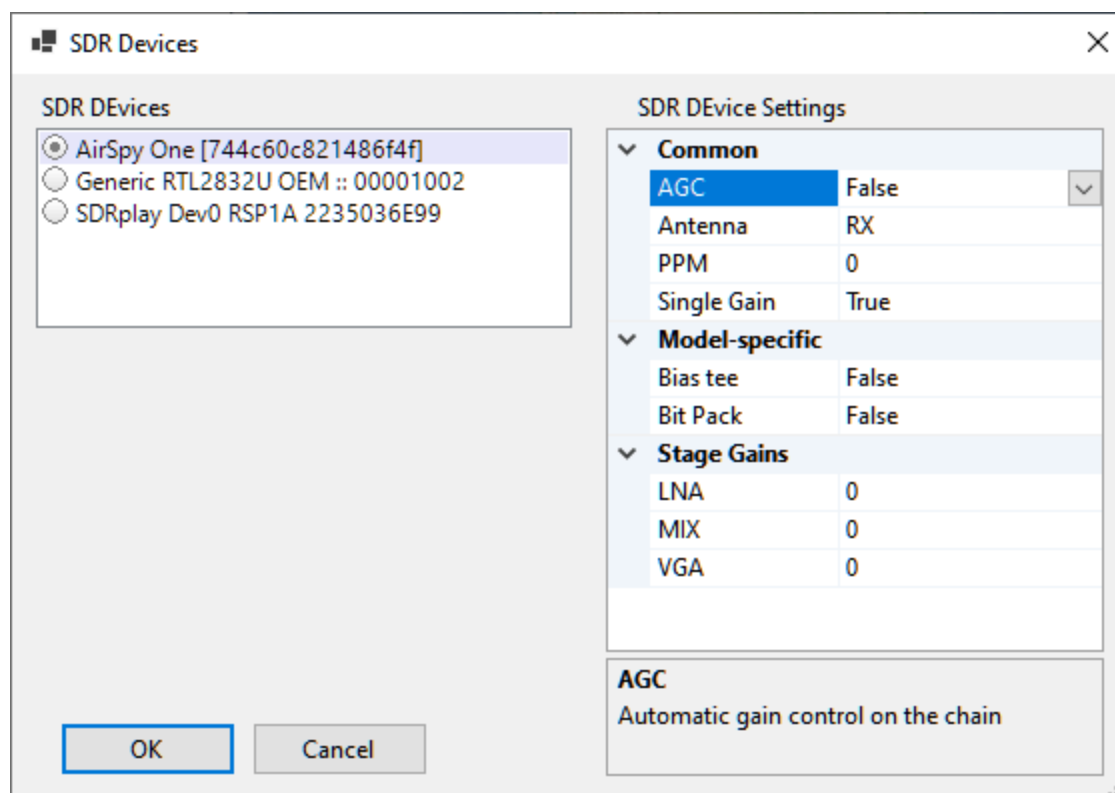 SDR Devices
SDR DEvices
AirSpy One [744c60c821486f4f]
Generic RTL2832U OEM :: 00001002
SDRplay Dev0 RSP1A 2235036E99
SDR DEvice Settings
Common
AGC False
Antenna RX
PPM 0
Single Gain True
Model-specific
Bias tee False
Bit Pack False
Stage Gains
LNA 0
MIX 0
VGA 0
AGC
Automatic gain control on the chain
OK Cancel